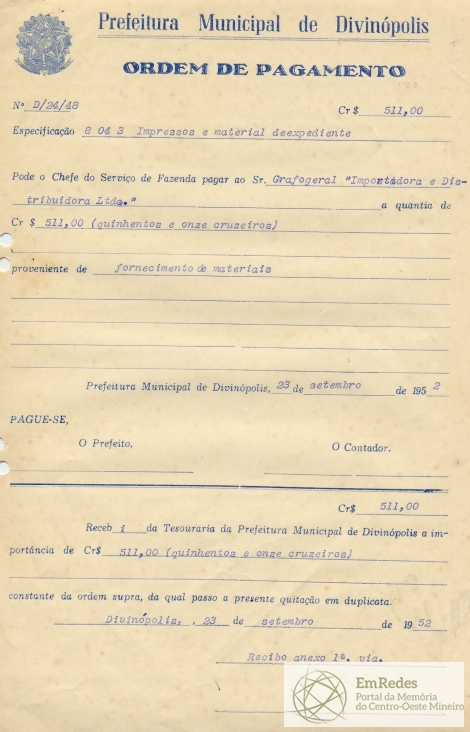 Prefeitura Municipal de Divinópolis
ORDEM DE PAGAMENTO
Nº D/24/48 Cr $ 511,00
Especificação 8 04 3 Impressos e material deexpediente
Pode o Chefe do Serviço de Fazenda pagar ao Sr. Grafogeral "Importadora e Dis-
tribuidora Ltda." a quantia de
Cr $ 511,00 (quinhentos e onze cruzeiros)
proveniente de fornecimento de materiais
Prefeitura Municipal de Divinópolis, 23 de setembro de 1952
PAGUE-SE,
O Prefeito, O Contador.
Cr$ 511,00
Receb i da Tesouraria da Prefeitura Municipal de Divinópolis a im-
portância de Cr$ 511,00 (quinhentos e onze cruzeiros)
constante da ordem supra, da qual passo a presente quitação em duplicata.
Divinópolis, . 23 de setembro de 19 52
Recibo anexo 1ª. via.
EmRedes
Portal da Memória
do Centro-Oeste Mineiro